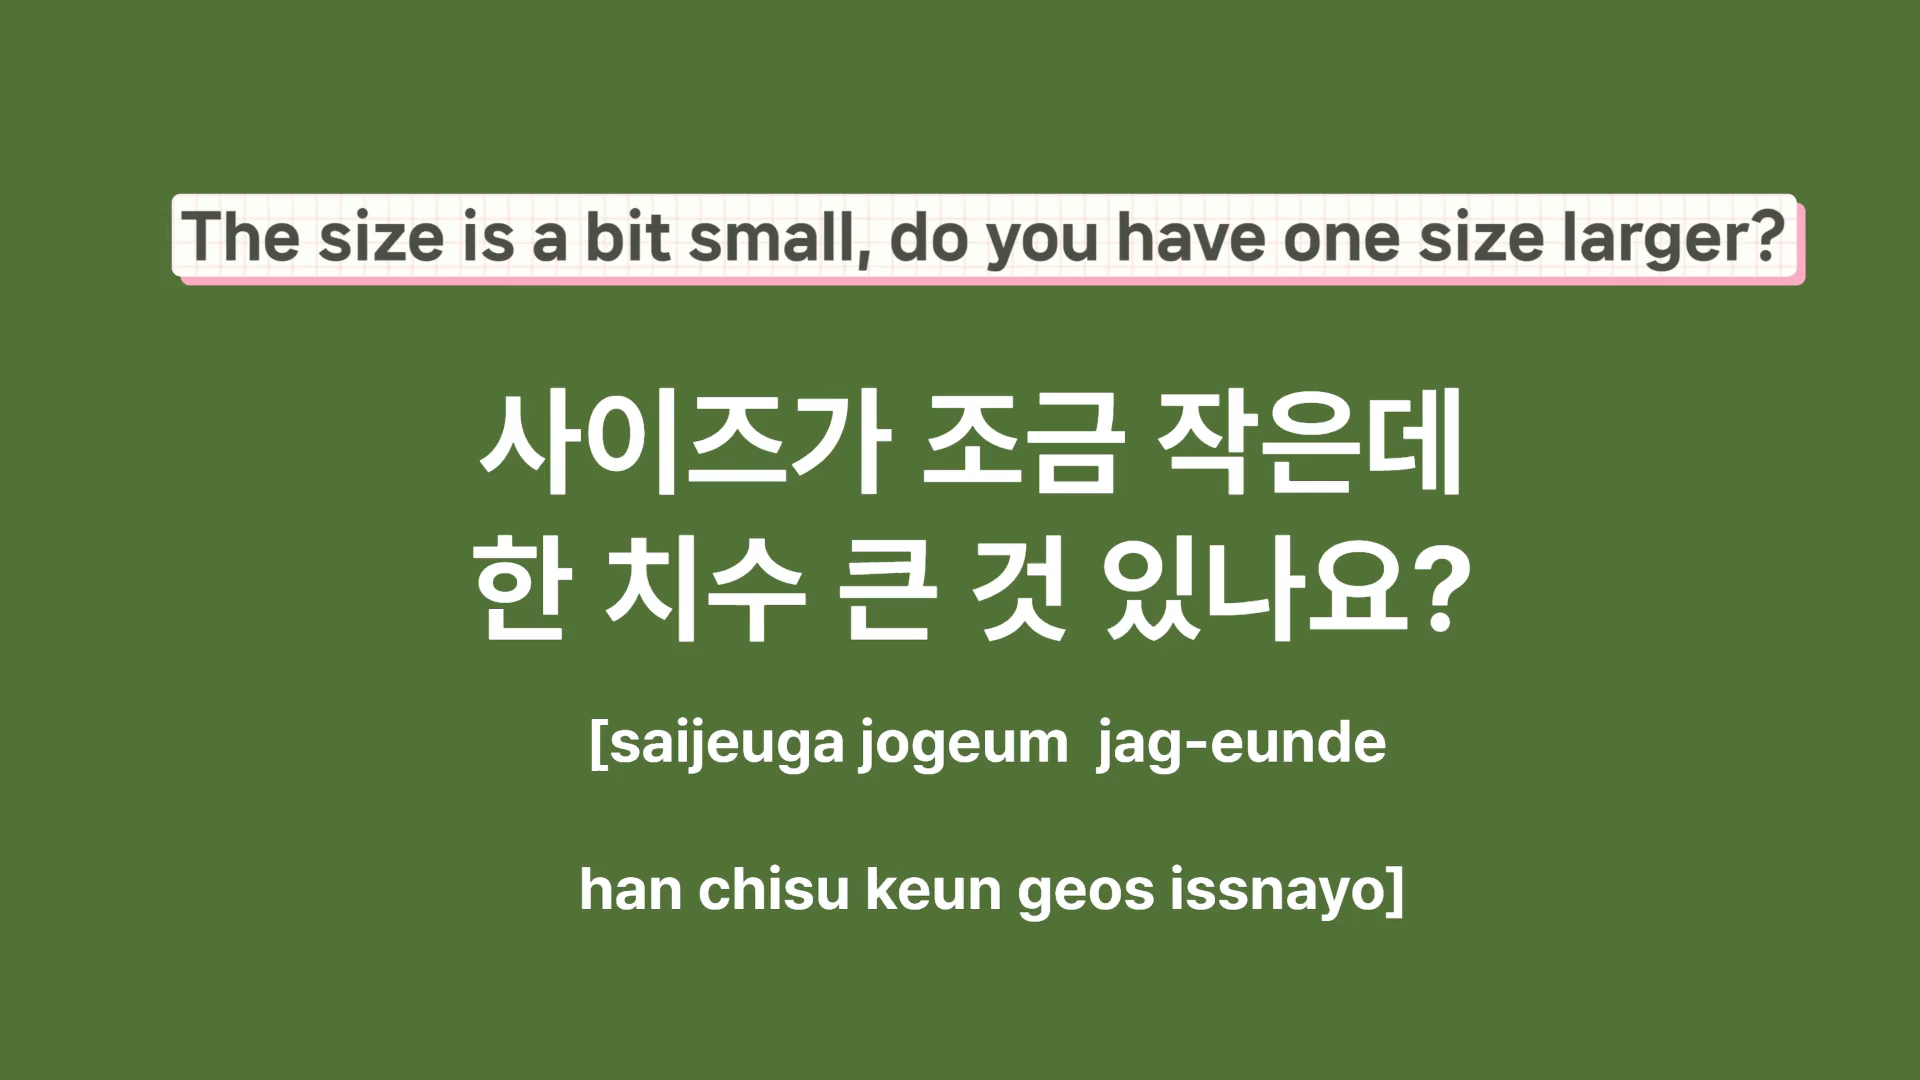 The size is a bit small, do you have one size larger?
사이즈가 조금 작은데
한 치수 큰 것 있나요?
[saijeuga jogeum  jag-eunde
han chisu keun geos issnayo]